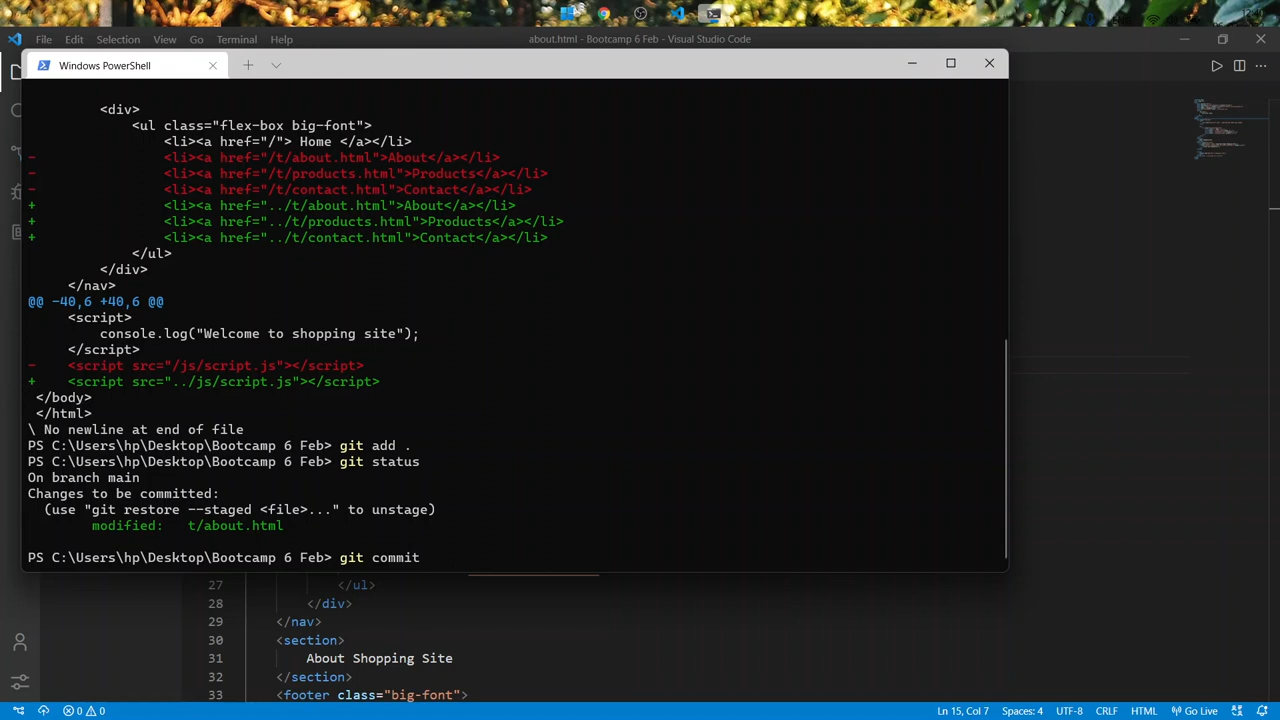 File Edit Selection View Go Terminal Help
about.html - Bootcamp 6 Feb - Visual Studio Code
Windows PowerShell
<div>
<ul class="flex-box big-font">
<li><a href="/"> Home </a></li>
- <li><a href="/t/about.html">About</a></li>
- <li><a href="/t/products.html">Products</a></li>
- <li><a href="/t/contact.html">Contact</a></li>
+ <li><a href="../t/about.html">About</a></li>
+ <li><a href="../t/products.html">Products</a></li>
+ <li><a href="../t/contact.html">Contact</a></li>
</ul>
</div>
</nav>
@@ -40,6 +40,6 @@
<script>
console.log("Welcome to shopping site");
</script>
- <script src="/js/script.js"></script>
+ <script src="../js/script.js"></script>
</body>
</html>
\ No newline at end of file
PS C:\Users\hp\Desktop\Bootcamp 6 Feb> git add .
PS C:\Users\hp\Desktop\Bootcamp 6 Feb> git status
On branch main
Changes to be committed:
(use "git restore --staged <file>..." to unstage)
modified: t/about.html
PS C:\Users\hp\Desktop\Bootcamp 6 Feb> git commit
27 </ul>
28 </div>
29 </nav>
30 <section>
31 About Shopping Site
32 </section>
33 <footer class="big-font">
0 0 Ln 15, Col 7 Spaces: 4 UTF-8 CRLF HTML Go Live